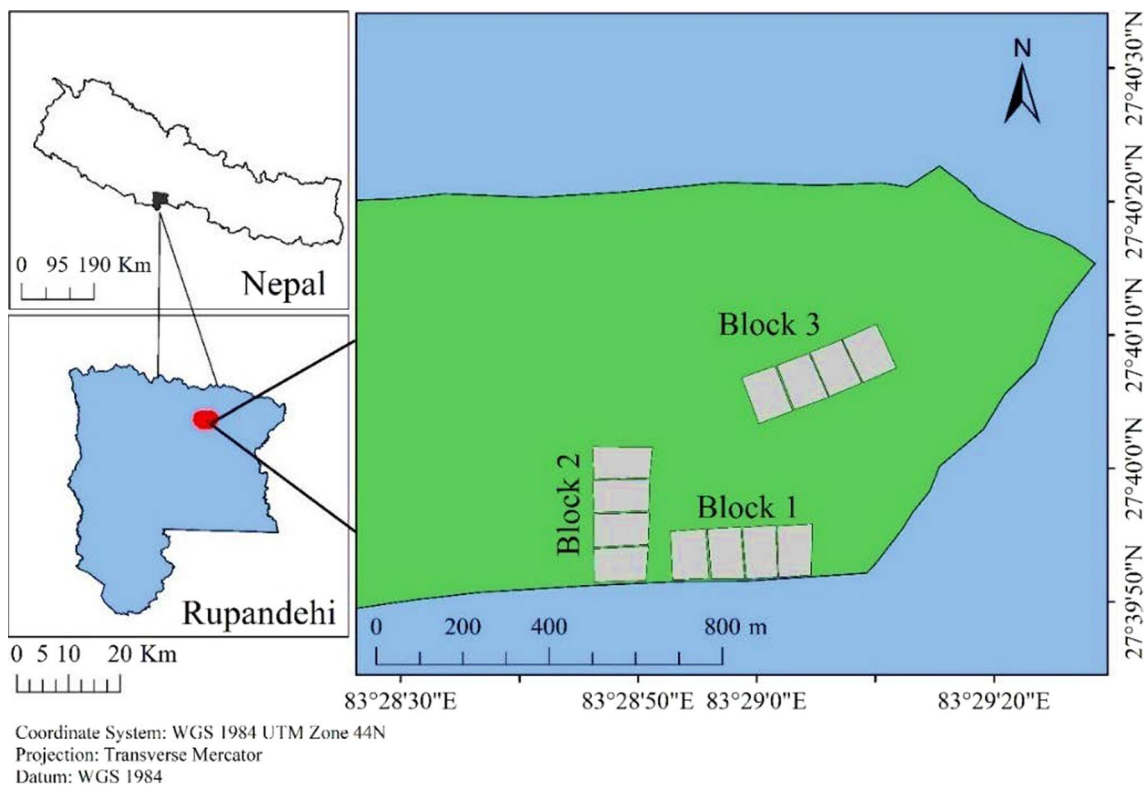 0 95 190 Km
Nepal
Rupandehi
0 5 10 20 Km
N
Block 3
Block 2
Block 1
0 200 400 800 m
27°40'30"N
27°40'20"N
27°40'10"N
27°40'0"N
27°39'50"N
83°28'30"E 83°28'50"E 83°29'0"E 83°29'20"E
Coordinate System: WGS 1984 UTM Zone 44N
Projection: Transverse Mercator
Datum: WGS 1984